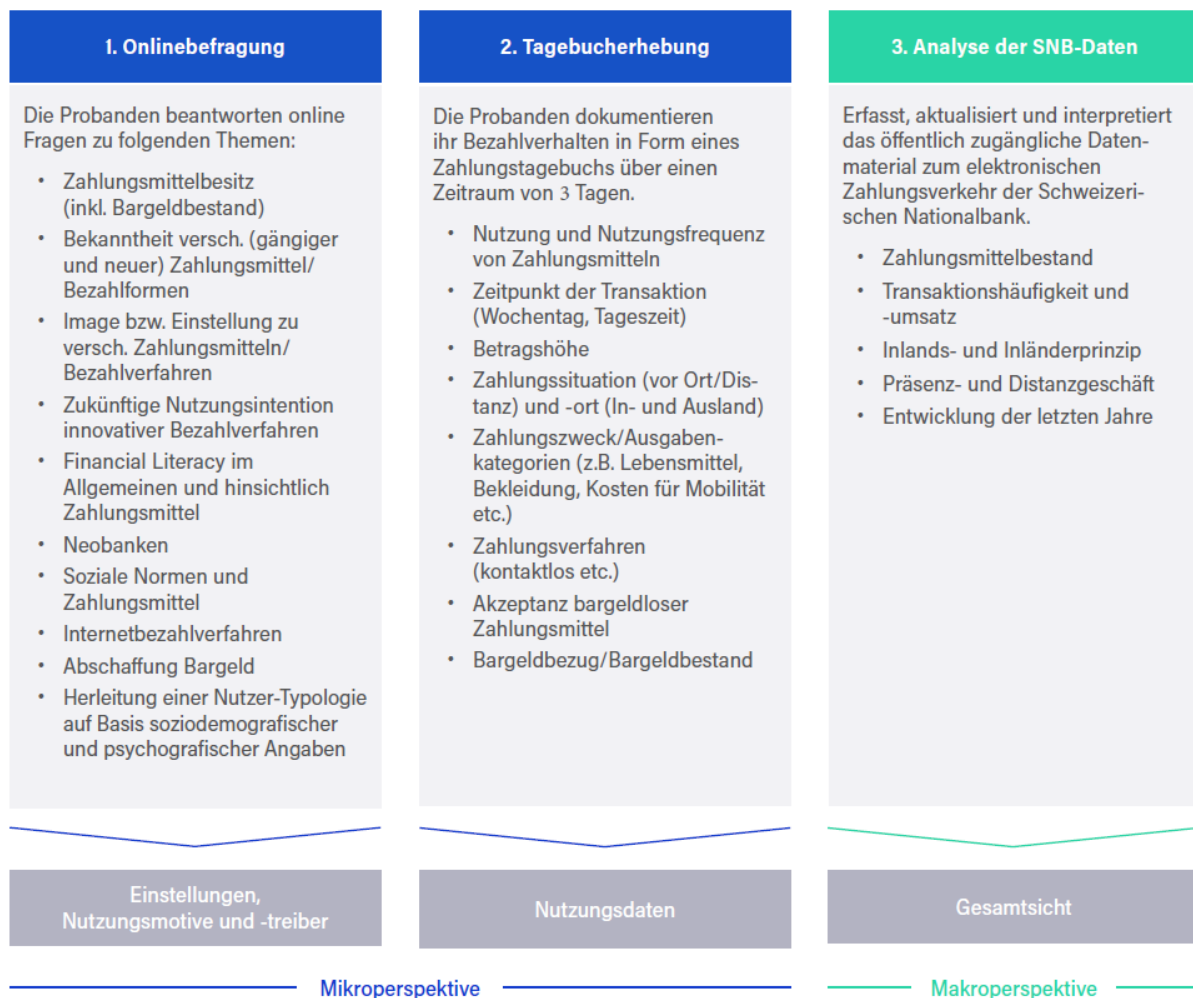 1. Onlinebefragung
Die Probanden beantworten online
Fragen zu folgenden Themen:
• Zahlungsmittelbesitz
(inkl. Bargeldbestand)
• Bekanntheit versch. (gängiger
und neuer) Zahlungsmittel/
Bezahlformen
• Image bzw. Einstellung zu
versch. Zahlungsmitteln/
Bezahlverfahren
• Zukünftige Nutzungsintention
innovativer Bezahlverfahren
• Financial Literacy im
Allgemeinen und hinsichtlich
Zahlungsmittel
• Neobanken
• Soziale Normen und
Zahlungsmittel
• Internetbezahlverfahren
• Abschaffung Bargeld
• Herleitung einer Nutzer-Typologie
auf Basis soziodemografischer
und psychografischer Angaben
Einstellungen,
Nutzungsmotive und -treiber
2. Tagebucherhebung
Die Probanden dokumentieren
ihr Bezahlverhalten in Form eines
Zahlungstagebuchs über einen
Zeitraum von 3 Tagen.
• Nutzung und Nutzungsfrequenz
von Zahlungsmitteln
• Zeitpunkt der Transaktion
(Wochentag, Tageszeit)
• Betragshöhe
• Zahlungssituation (vor Ort/Dis-
tanz) und -ort (In- und Ausland)
• Zahlungszweck/Ausgaben-
kategorien (z.B. Lebensmittel,
Bekleidung, Kosten für Mobilität
etc.)
• Zahlungsverfahren
(kontaktlos etc.)
• Akzeptanz bargeldloser
Zahlungsmittel
• Bargeldbezug/Bargeldbestand
Nutzungsdaten
Mikroperspektive
3. Analyse der SNB-Daten
Erfasst, aktualisiert und interpretiert
das öffentlich zugängliche Daten-
material zum elektronischen
Zahlungsverkehr der Schweizeri-
schen Nationalbank.
• Zahlungsmittelbestand
• Transaktionshäufigkeit und
-umsatz
• Inlands- und Inländerprinzip
• Präsenz- und Distanzgeschäft
• Entwicklung der letzten Jahre
Gesamtsicht
Makroperspektive